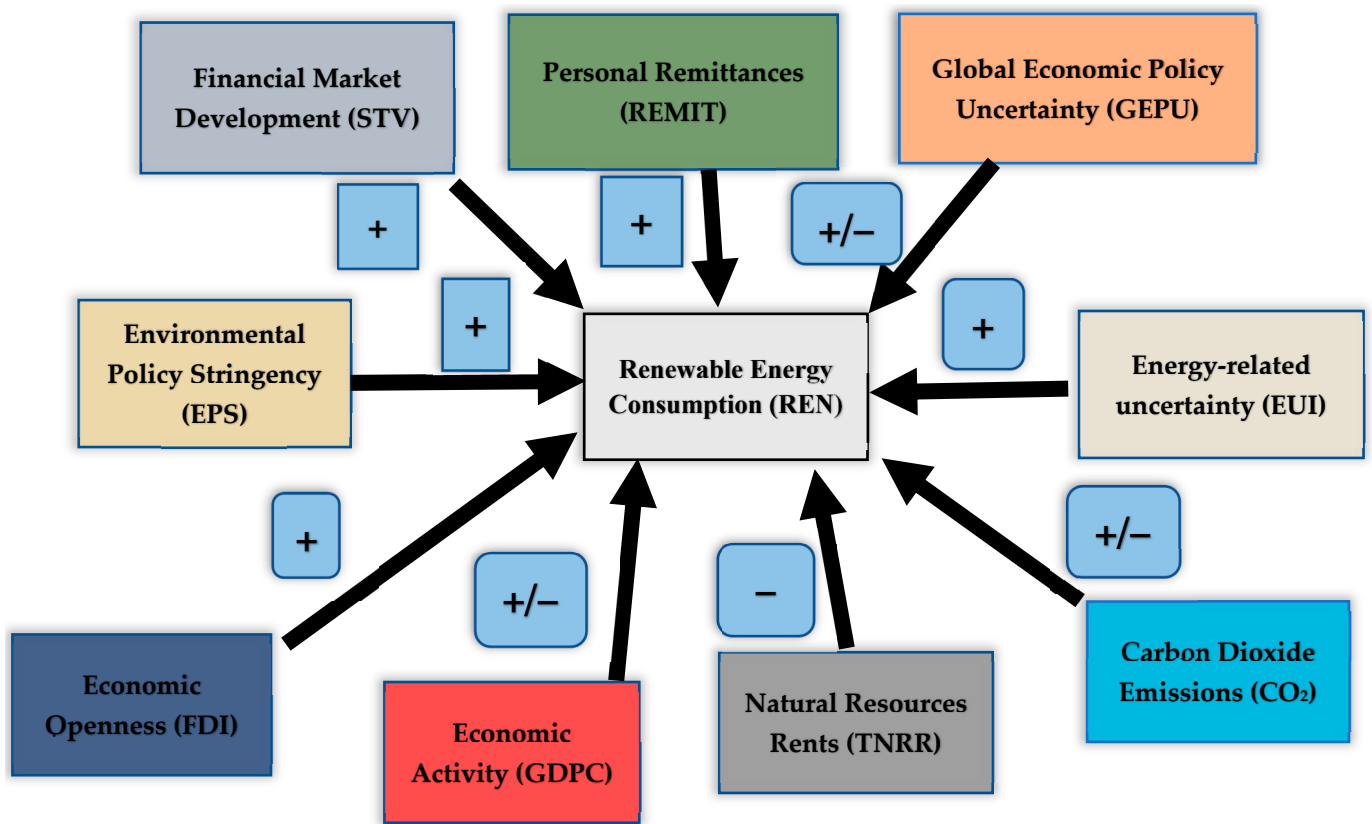 Financial Market
Development (STV)
Personal Remittances
(REMIT)
Global Economic Policy
Uncertainty (GEPU)
+
+
+/−
Environmental
Policy Stringency
(EPS)
+
Renewable Energy
Consumption (REN)
+
Energy-related
uncertainty (EUI)
+
+/−
−
+/−
Economic
Openness (FDI)
Economic
Activity (GDPC)
Natural Resources
Rents (TNRR)
Carbon Dioxide
Emissions (CO₂)